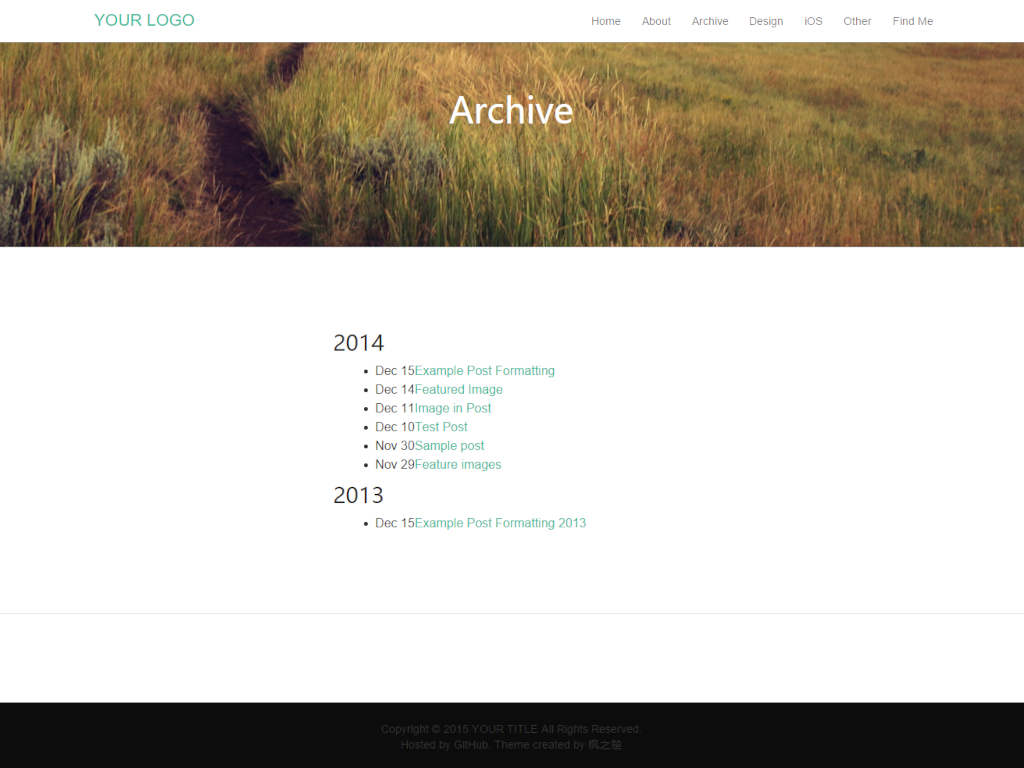 YOUR LOGO
Home About Archive Design iOS Other Find Me
Archive
2014
Dec 15Example Post Formatting
Dec 14Featured Image
Dec 11Image in Post
Dec 10Test Post
Nov 30Sample post
Nov 29Feature images
2013
Dec 15Example Post Formatting 2013
Copyright © 2015 YOUR TITLE All Rights Reserved.
Hosted by GitHub. Theme created by 枫之楚